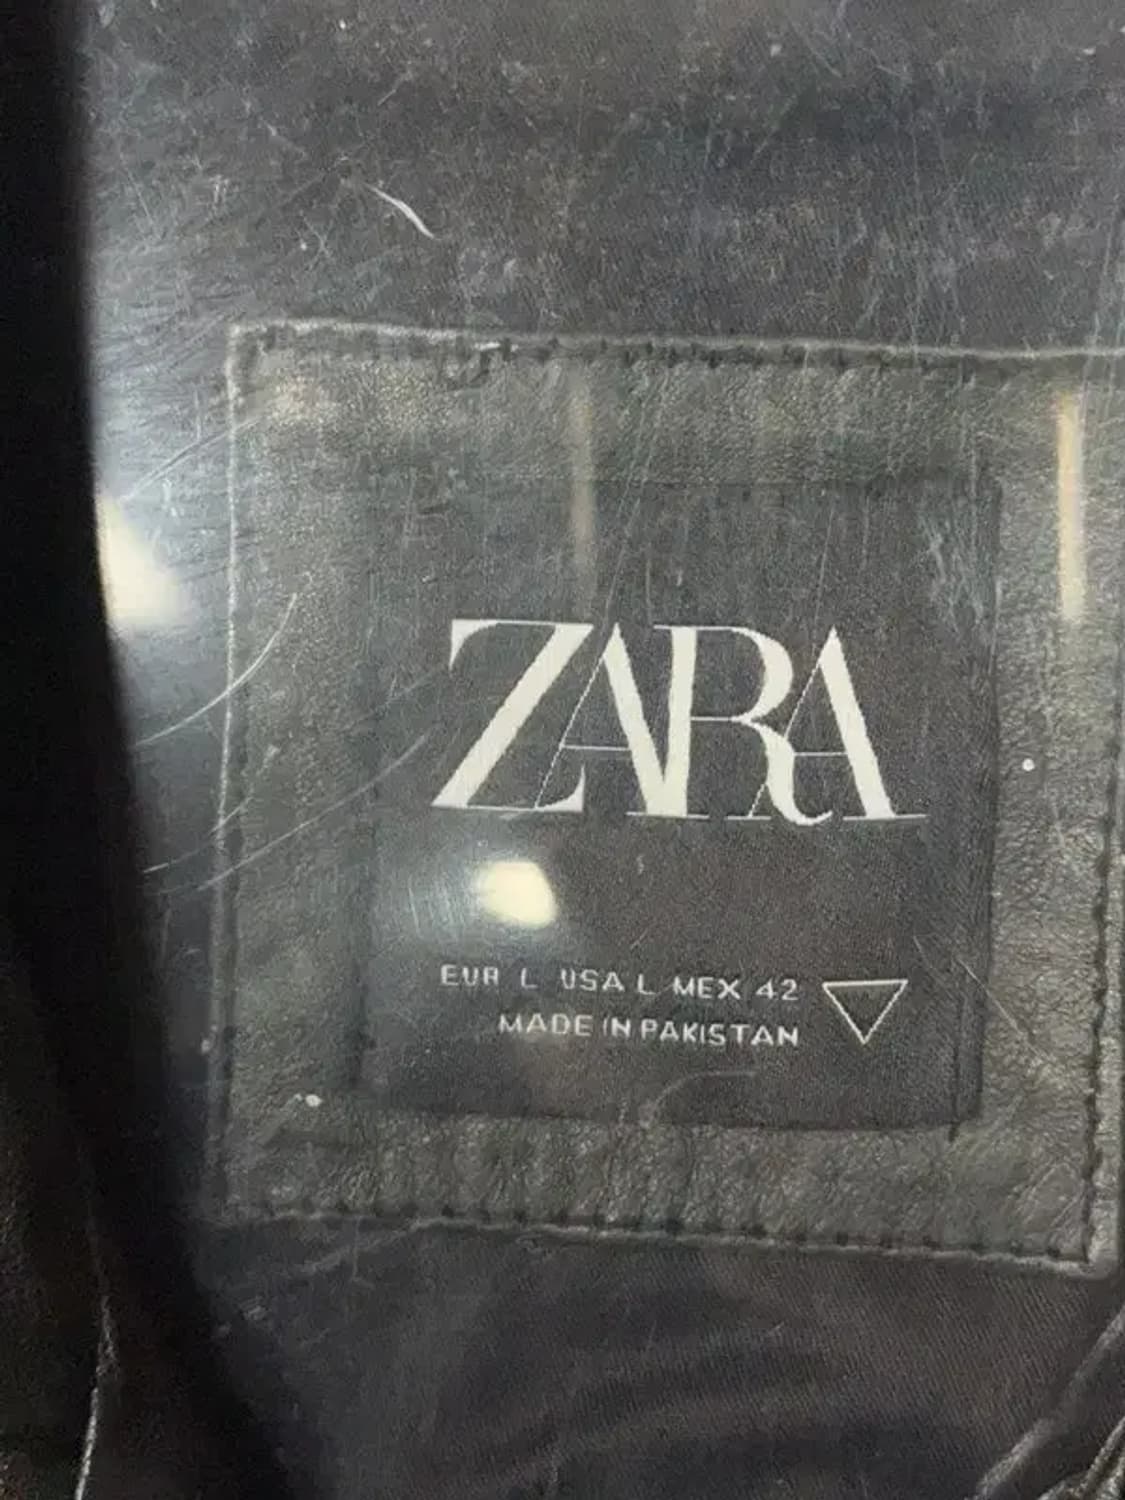 ZARA
EUR L USA L MEX 42
MADE IN PAKISTAN